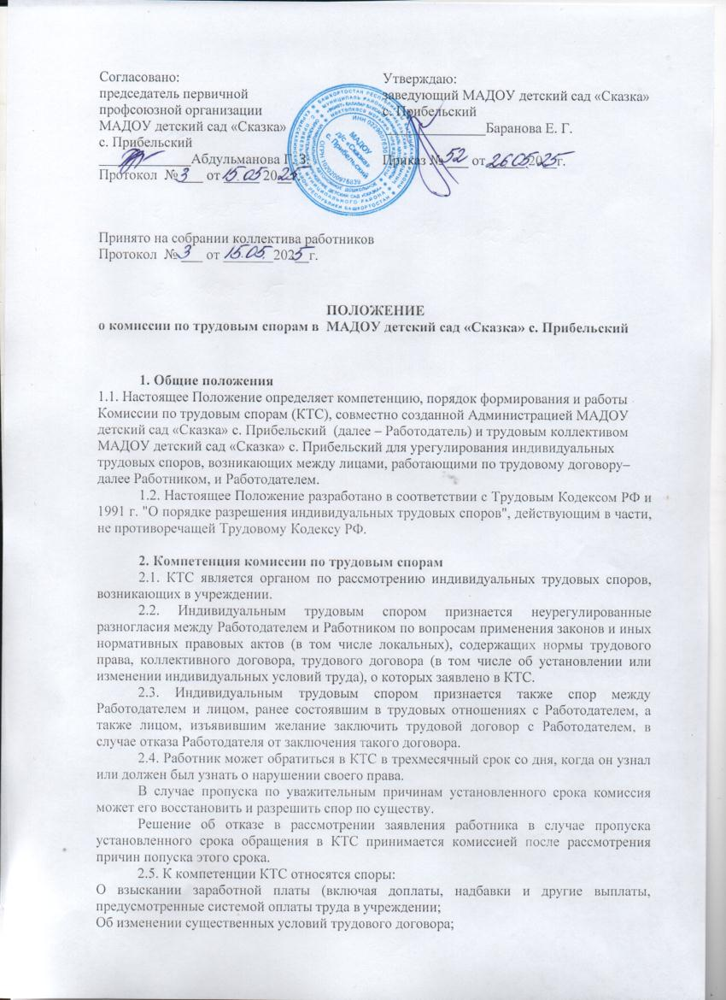 Согласовано:
председатель первичной
профсоюзной организации
МАДОУ детский сад «Сказка»
с. Прибельский
____________Абдульманова Г. З.
Протокол №3 от 15.05 2025
Утверждаю:
заведующий МАДОУ детский сад «Сказка»
с. Прибельский
_____________Баранова Е. Г.
Приказ № 52 от 26 05 2025г.
МАДОУ
д/с «Сказка»
с. Прибельский
Принято на собрании коллектива работников
Протокол №3 от 15.05. 2025 г.
ПОЛОЖЕНИЕ
о комиссии по трудовым спорам в МАДОУ детский сад «Сказка» с. Прибельский
1. Общие положения
1.1. Настоящее Положение определяет компетенцию, порядок формирования и работы
Комиссии по трудовым спорам (КТС), совместно созданной Администрацией МАДОУ
детский сад «Сказка» с. Прибельский (далее – Работодатель) и трудовым коллективом
МАДОУ детский сад «Сказка» с. Прибельский для урегулирования индивидуальных
трудовых споров, возникающих между лицами, работающими по трудовому договору–
далее Работником, и Работодателем.
1.2. Настоящее Положение разработано в соответствии с Трудовым Кодексом РФ и
1991 г. "О порядке разрешения индивидуальных трудовых споров", действующим в части,
не противоречащей Трудовому Кодексу РФ.
2. Компетенция комиссии по трудовым спорам
2.1. КТС является органом по рассмотрению индивидуальных трудовых споров,
возникающих в учреждении.
2.2. Индивидуальным трудовым спором признается неурегулированные
разногласия между Работодателем и Работником по вопросам применения законов и иных
нормативных правовых актов (в том числе локальных), содержащих нормы трудового
права, коллективного договора, трудового договора (в том числе об установлении или
изменении индивидуальных условий труда), о которых заявлено в КТС.
2.3. Индивидуальным трудовым спором признается также спор между
Работодателем и лицом, ранее состоявшим в трудовых отношениях с Работодателем, а
также лицом, изъявившим желание заключить трудовой договор с Работодателем, в
случае отказа Работодателя от заключения такого договора.
2.4. Работник может обратиться в КТС в трехмесячный срок со дня, когда он узнал
или должен был узнать о нарушении своего права.
В случае пропуска по уважительным причинам установленного срока комиссия
может его восстановить и разрешить спор по существу.
Решение об отказе в рассмотрении заявления работника в случае пропуска
установленного срока обращения в КТС принимается комиссией после рассмотрения
причин попуска этого срока.
2.5. К компетенции КТС относятся споры:
О взыскании заработной платы (включая доплаты, надбавки и другие выплаты,
предусмотренные системой оплаты труда в учреждении;
Об изменении существенных условий трудового договора;